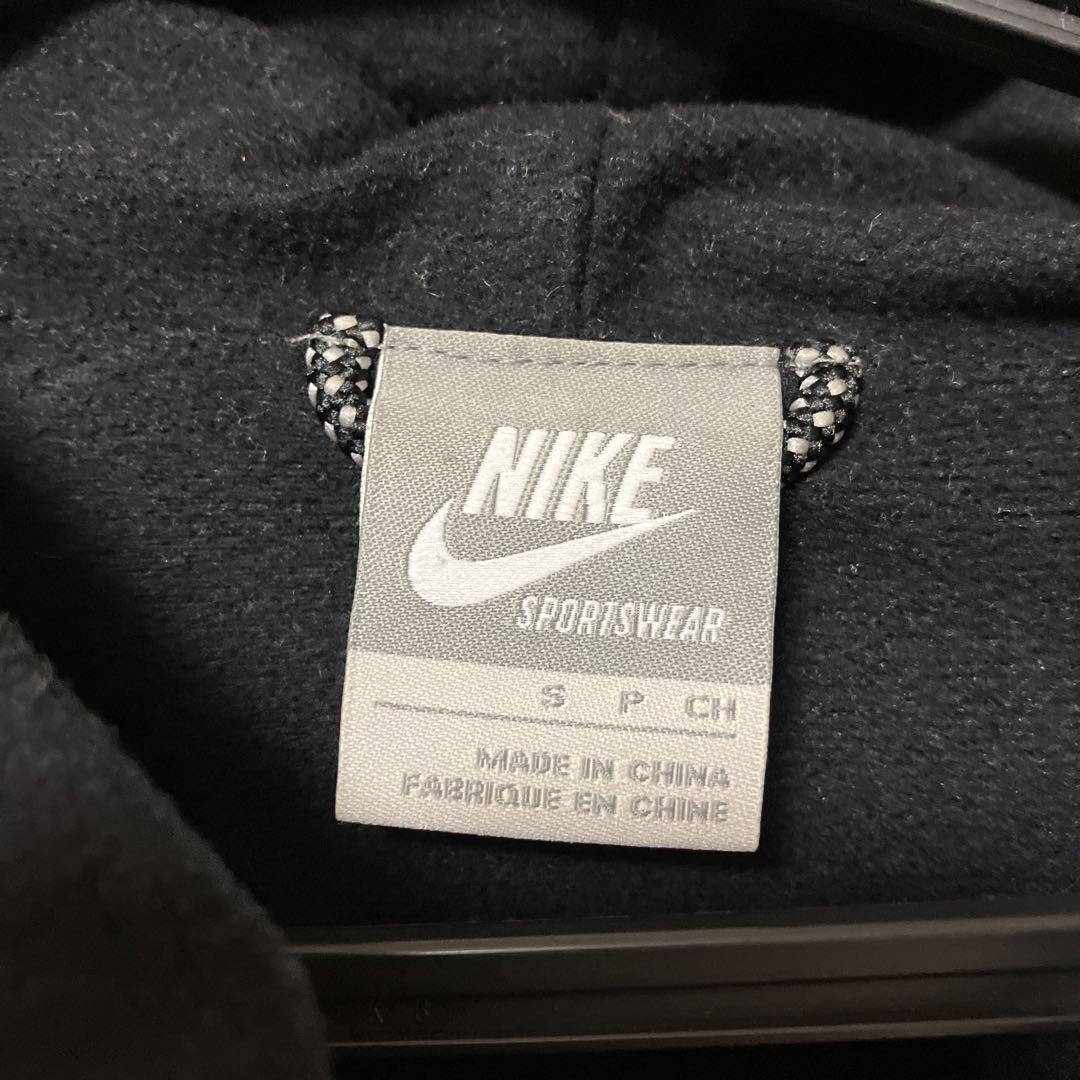 NIKE
SPORTSWEAR
S P CH
MADE IN CHINA
FABRIQUE EN CHINE